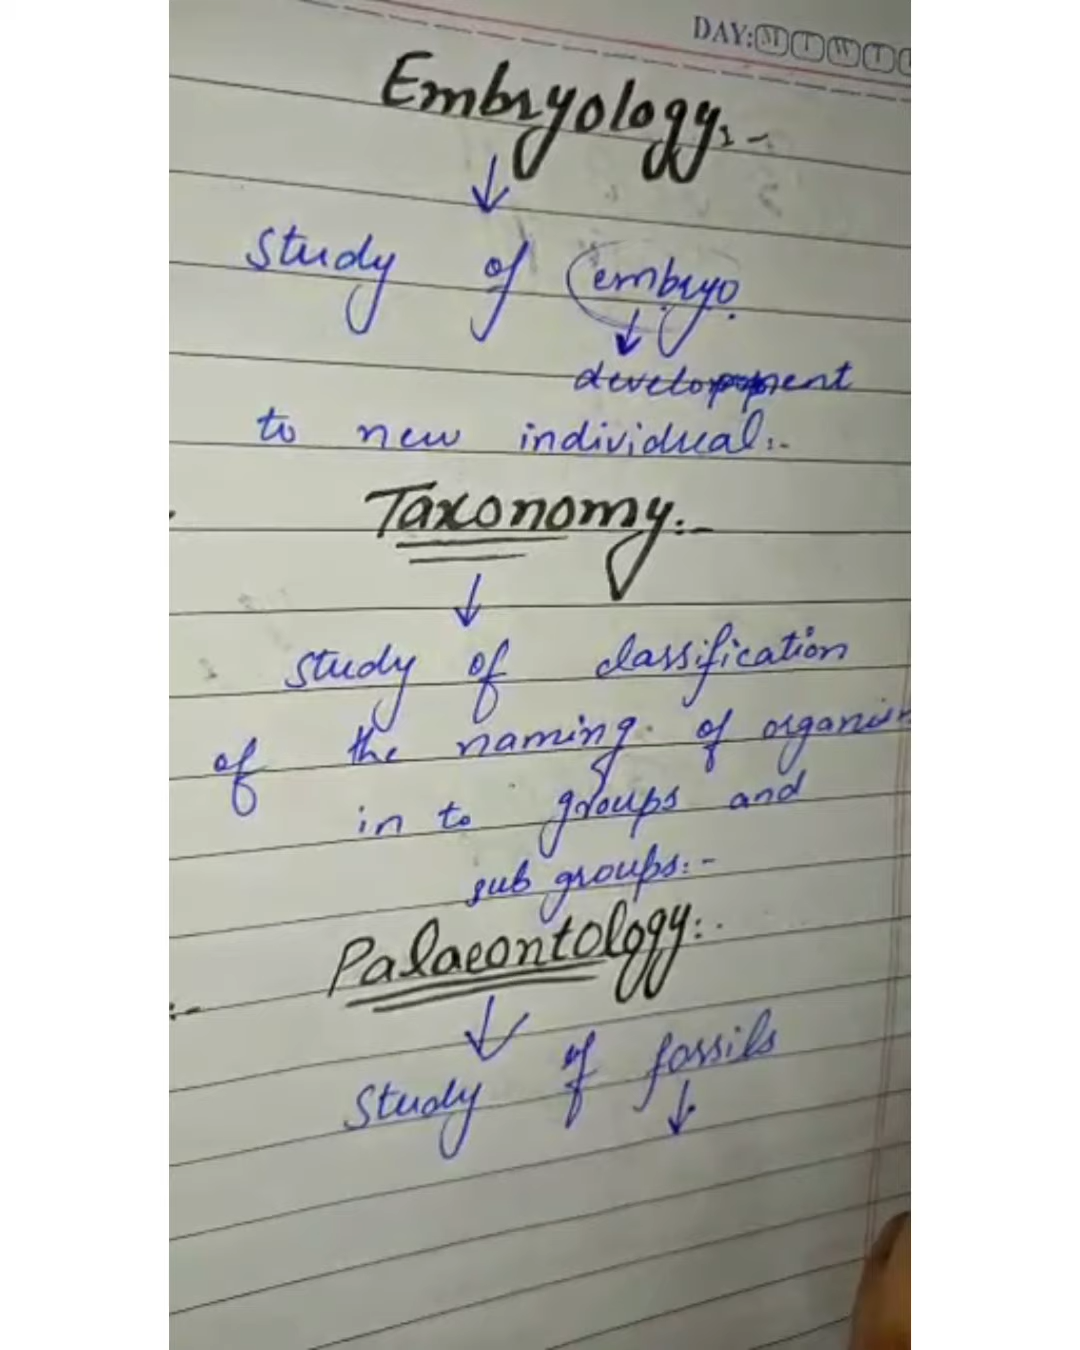 DAY: M T W T
Embryology:-
↓
study of embryo.
↓
development
to new individual:-
Taxonomy:-
↓
study of classification
of the naming. of organis
in to groups and
sub groups:-
Palaeontology:-
↓
study of fossils
↓